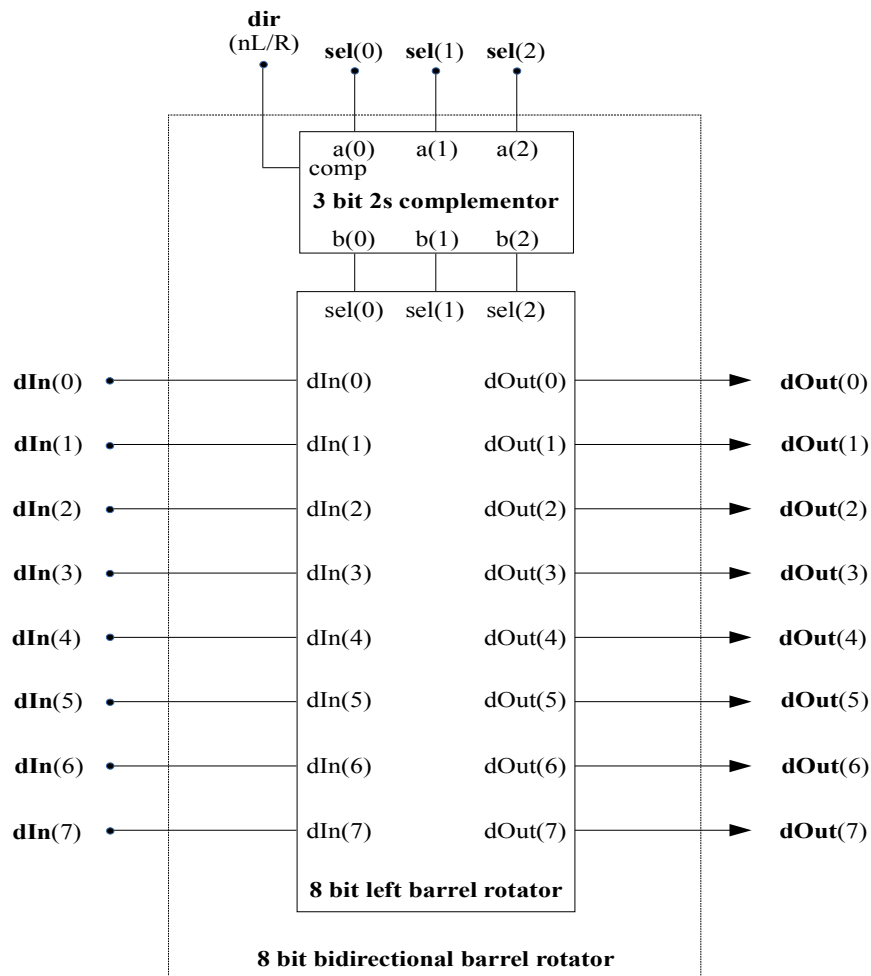 dir
(nL/R)
sel(0) sel(1) sel(2)
a(0) a(1) a(2)
comp
3 bit 2s complementor
b(0) b(1) b(2)
sel(0) sel(1) sel(2)
dIn(0) dIn(0) dOut(0) dOut(0)
dIn(1) dIn(1) dOut(1) dOut(1)
dIn(2) dIn(2) dOut(2) dOut(2)
dIn(3) dIn(3) dOut(3) dOut(3)
dIn(4) dIn(4) dOut(4) dOut(4)
dIn(5) dIn(5) dOut(5) dOut(5)
dIn(6) dIn(6) dOut(6) dOut(6)
dIn(7) dIn(7) dOut(7) dOut(7)
8 bit left barrel rotator
8 bit bidirectional barrel rotator